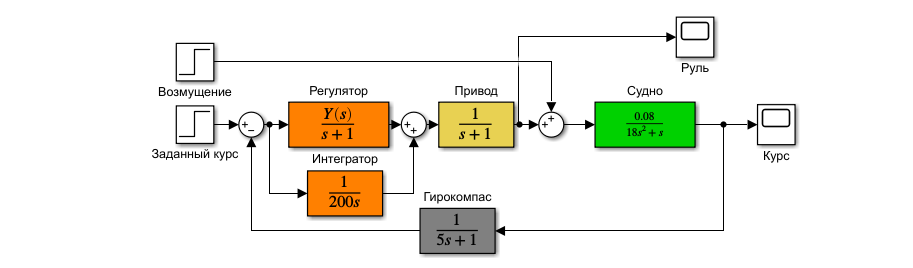 Руль
Возмущение
Регулятор
Y(s)
s + 1
Привод
1
s + 1
Судно
0.08
18s² + s
Заданный курс
Курс
Интегратор
1
200s
Гирокомпас
1
5s + 1